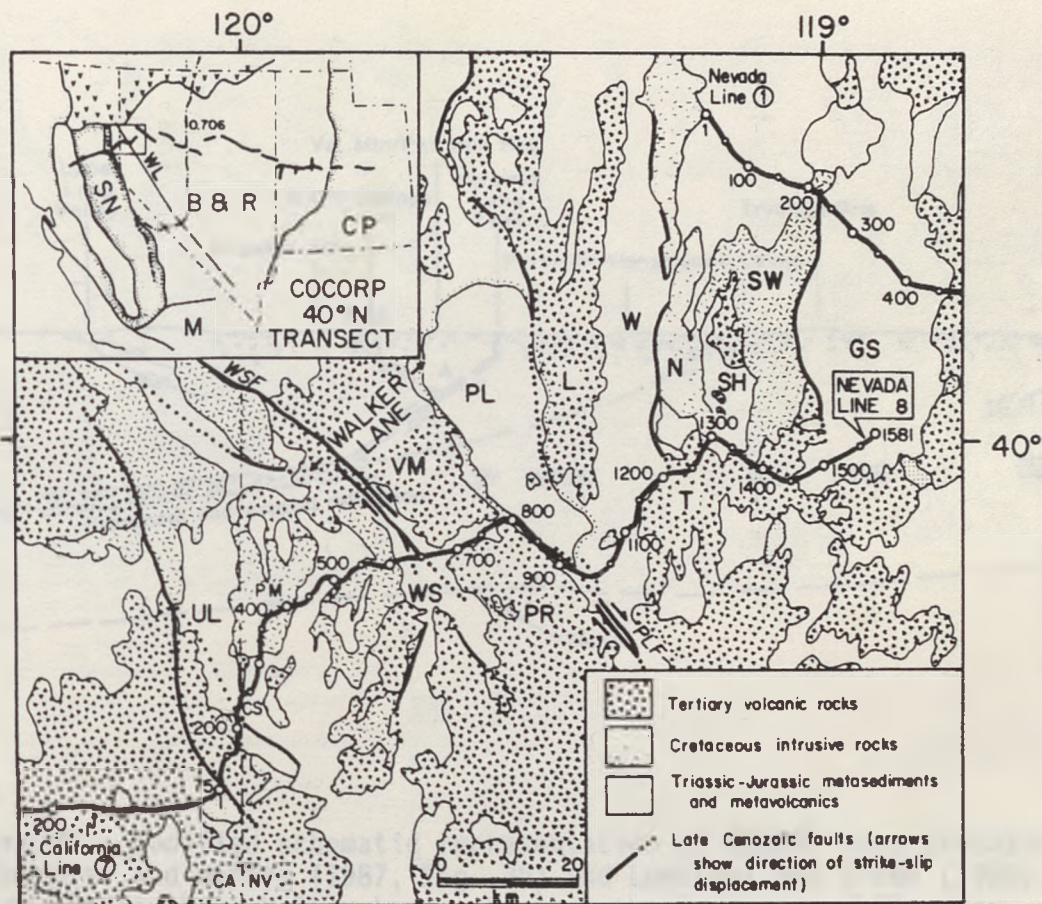 120°
119°
0.706
WL
SN
B & R
CP
M
COCORP
40° N
TRANSECT
Nevada
Line ①
1
100
200
300
400
SW
W
L
PL
N
SH
GS
NEVADA
LINE 8
1581
1500
40°
WSF
WALKER
LANE
VM
1300
1200
1400
T
800
500
700
1100
900
PM
400
WS
PR
UL
PLF
200
75
200
California
Line ⑦
CA. NV
0
20
km
Tertiary volcanic rocks
Cretaceous intrusive rocks
Triassic-Jurassic metasediments
and metavolcanics
Late Cenozoic faults (arrows
show direction of strike-slip
displacement)